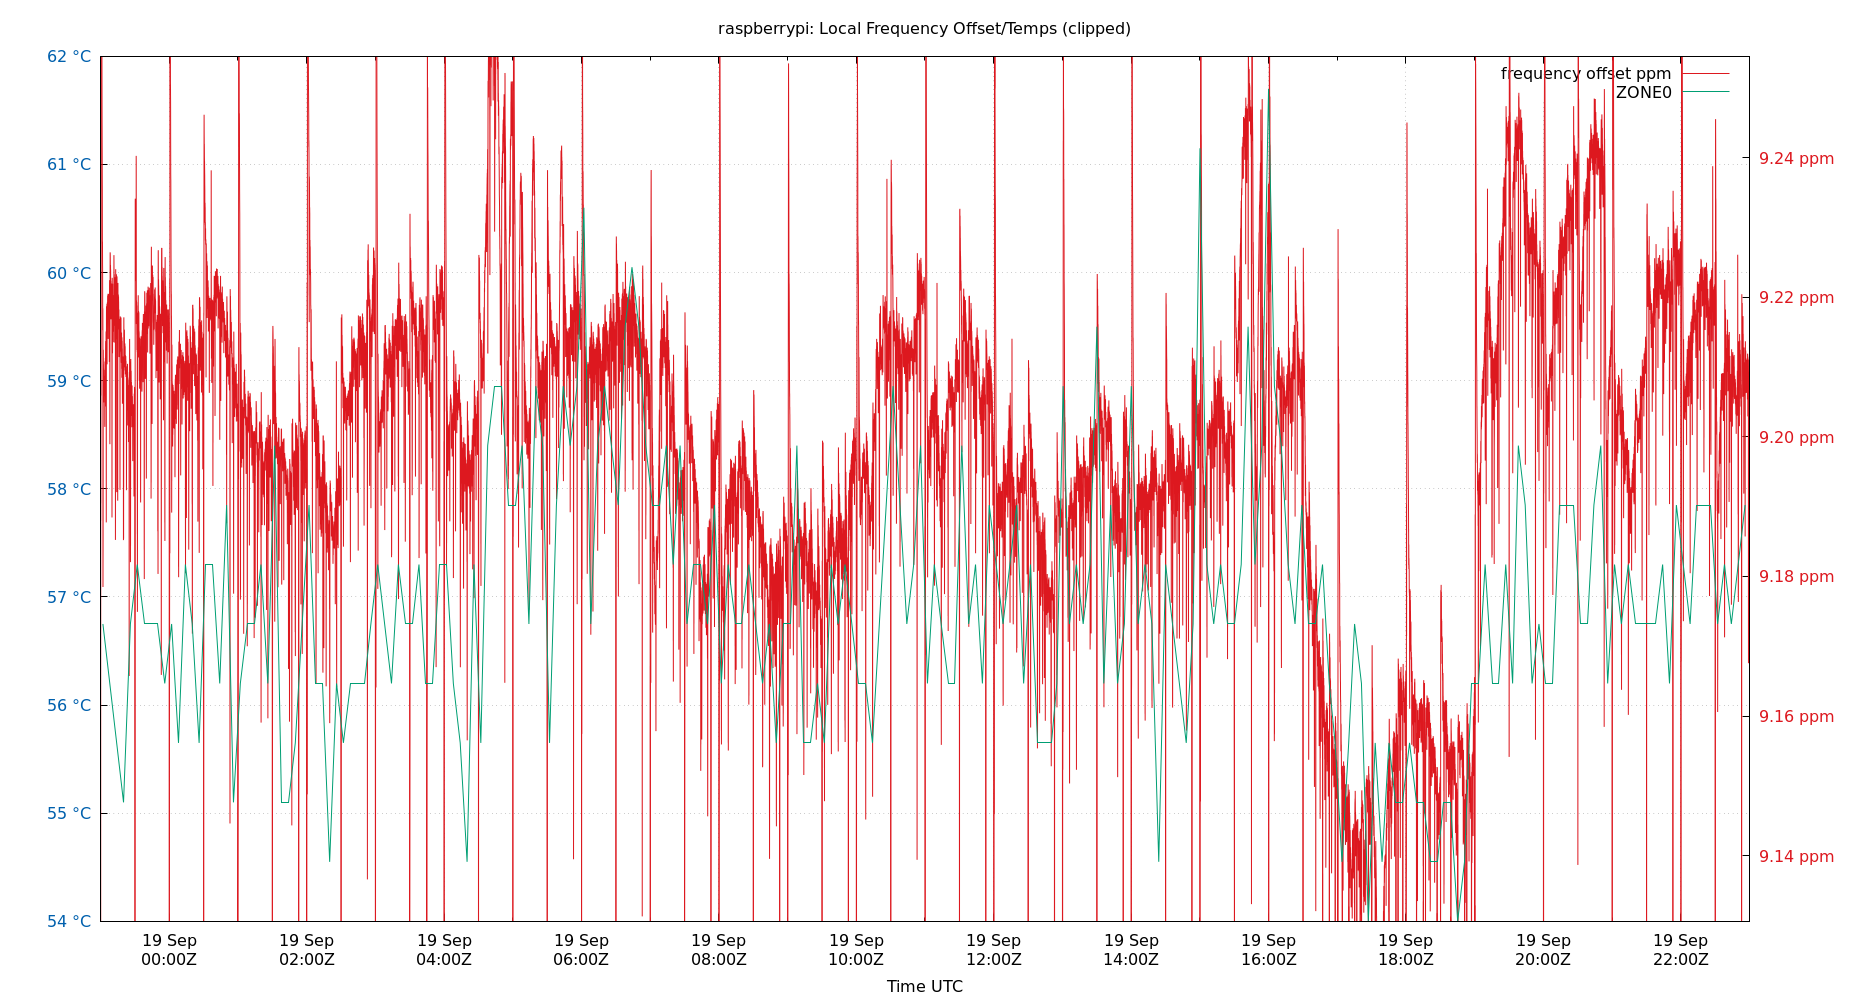 raspberrypi: Local Frequency Offset/Temps (clipped)
62 °C
61 °C
60 °C
59 °C
58 °C
57 °C
56 °C
55 °C
54 °C
frequency offset ppm
ZONE0
9.24 ppm
9.22 ppm
9.20 ppm
9.18 ppm
9.16 ppm
9.14 ppm
19 Sep 19 Sep 19 Sep 19 Sep 19 Sep 19 Sep 19 Sep 19 Sep 19 Sep 19 Sep 19 Sep 19 Sep
00:00Z 02:00Z 04:00Z 06:00Z 08:00Z 10:00Z 12:00Z 14:00Z 16:00Z 18:00Z 20:00Z 22:00Z
Time UTC